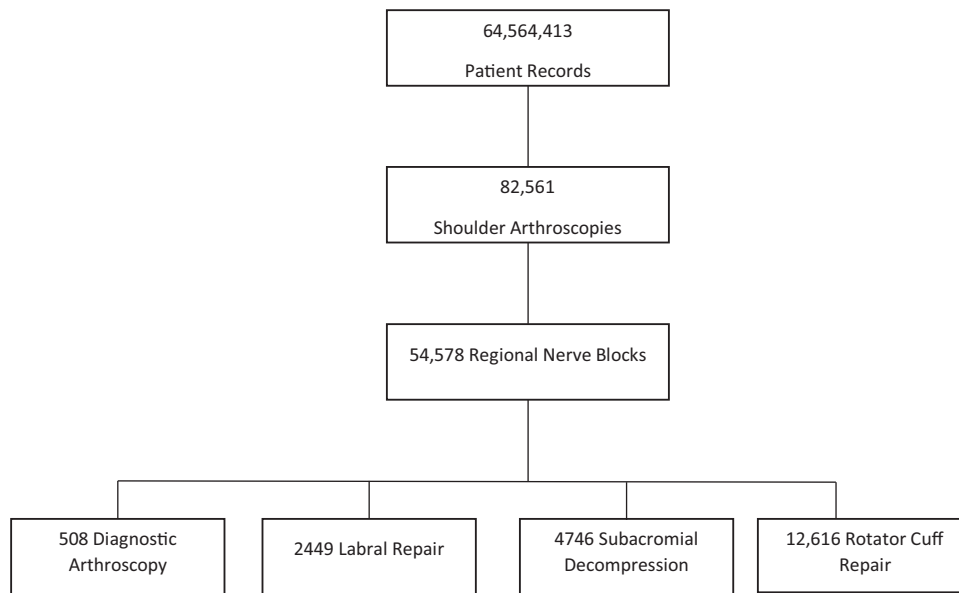 64,564,413
Patient Records
82,561
Shoulder Arthroscopies
54,578 Regional Nerve Blocks
508 Diagnostic
Arthroscopy
2449 Labral Repair
4746 Subacromial
Decompression
12,616 Rotator Cuff
Repair